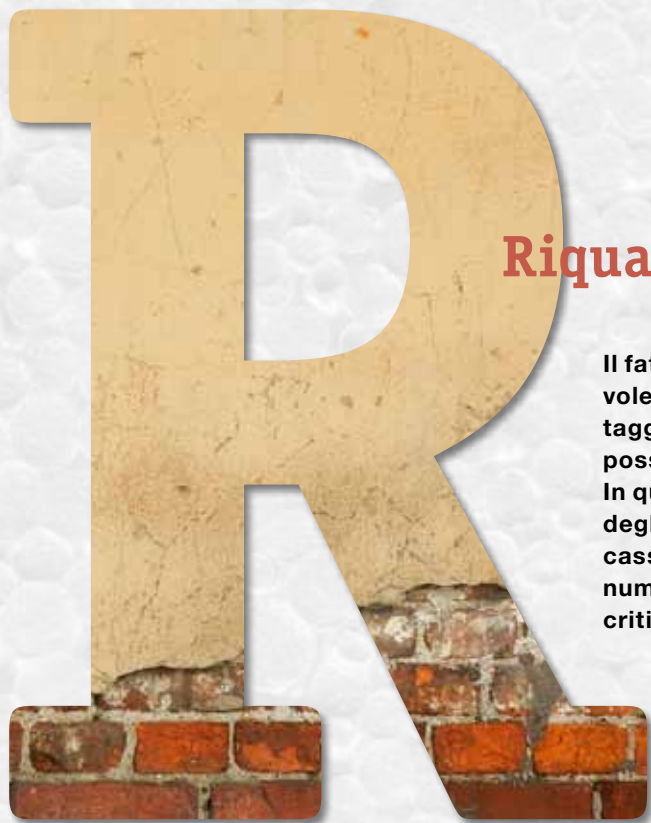 R
Riqua
Il fat
vole
tagg
poss
In qu
degl
cass
num
criti